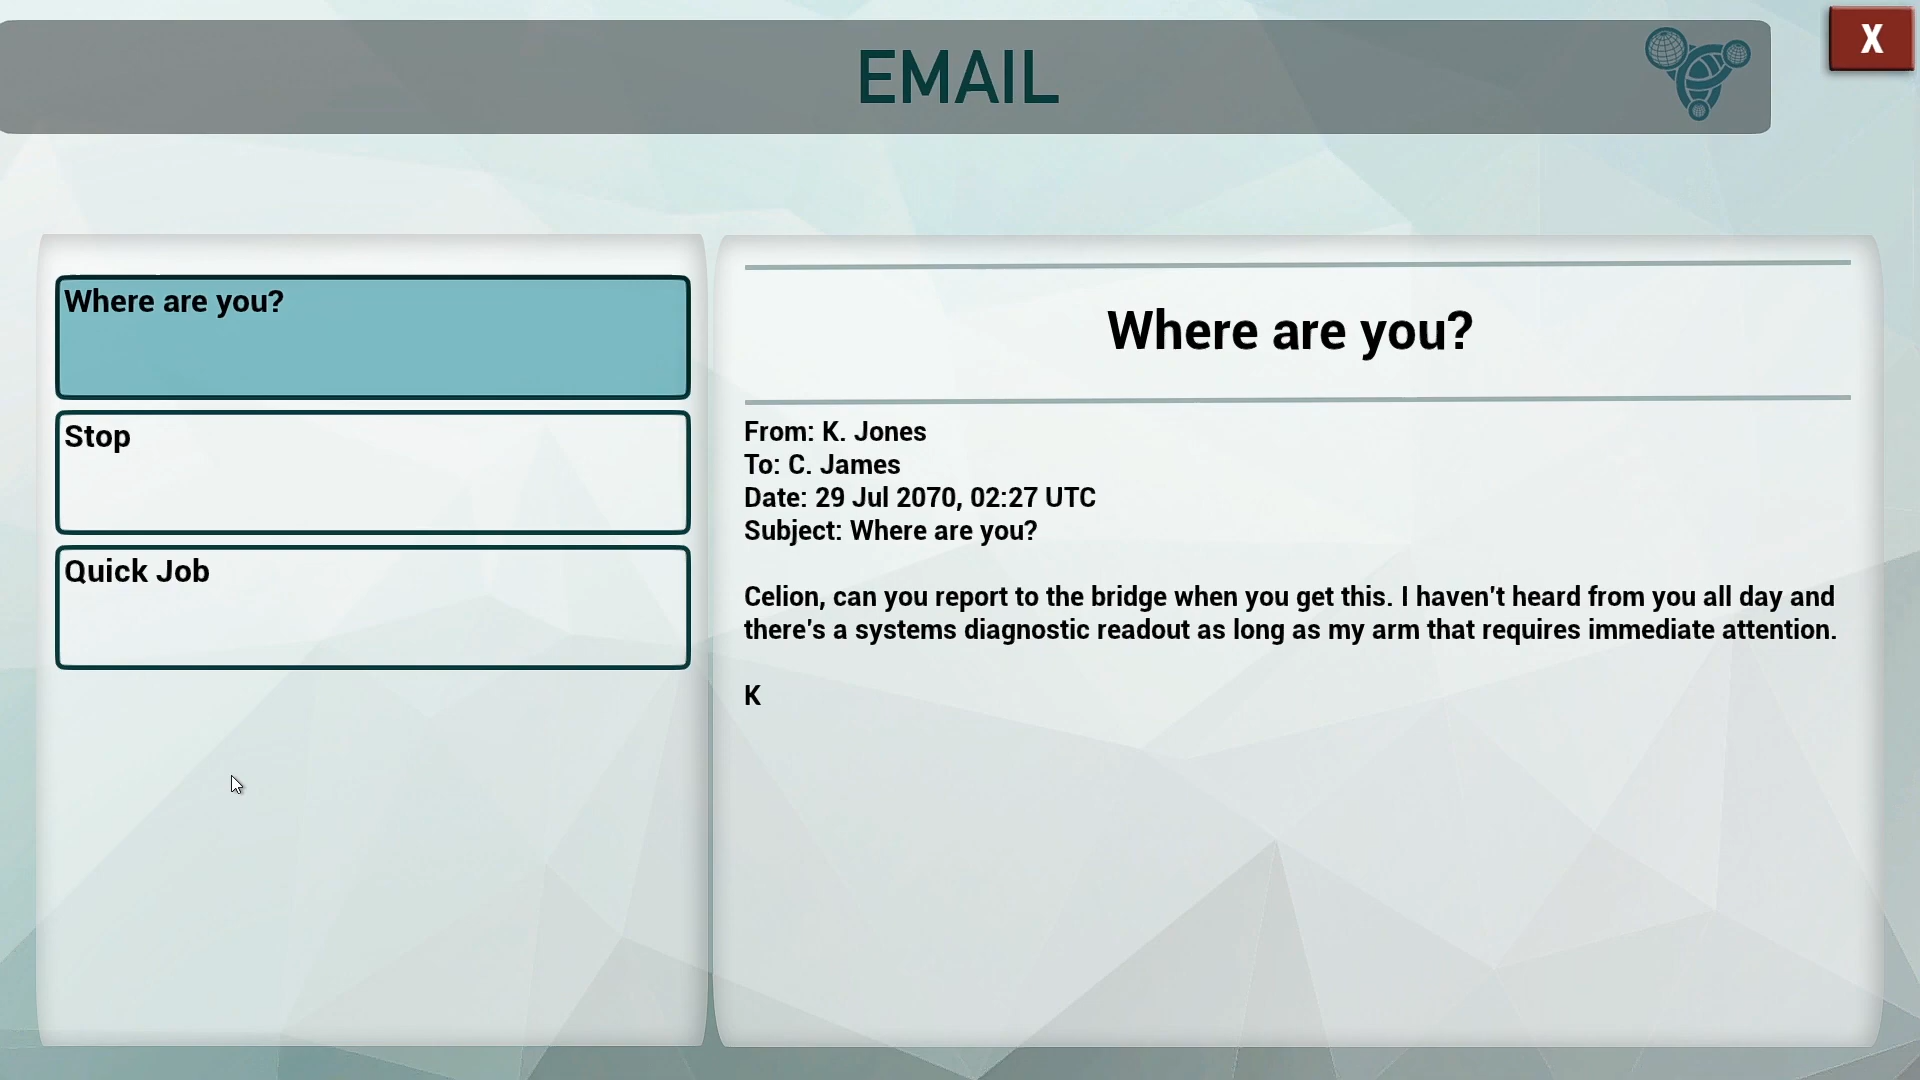 EMAIL
X
Where are you?
Stop
Quick Job
Where are you?
From: K. Jones
To: C. James
Date: 29 Jul 2070, 02:27 UTC
Subject: Where are you?
Celion, can you report to the bridge when you get this. I haven't heard from you all day and
there's a systems diagnostic readout as long as my arm that requires immediate attention.
K